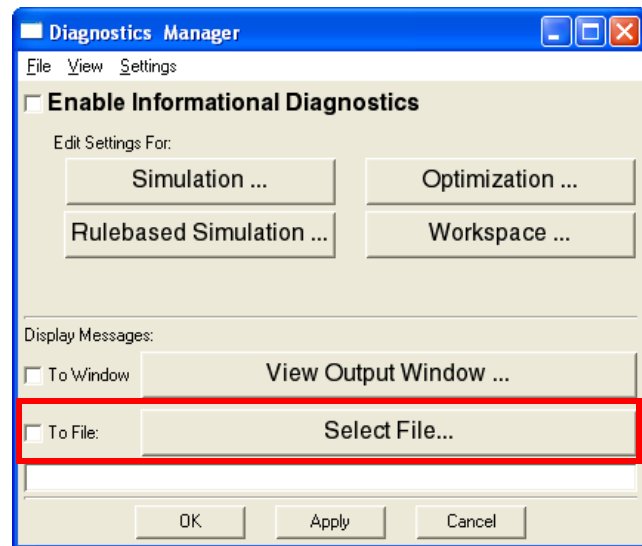 Diagnostics Manager
File View Settings
Enable Informational Diagnostics
Edit Settings For:
Simulation ... Optimization ...
Rulebased Simulation ... Workspace ...
Display Messages:
To Window View Output Window ...
To File: Select File...
OK Apply Cancel